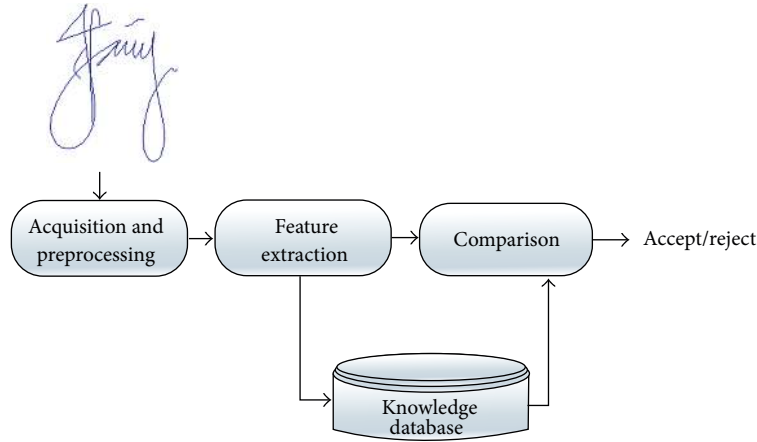 Acquisition and
preprocessing
Feature
extraction
Comparison
Accept/reject
Knowledge
database